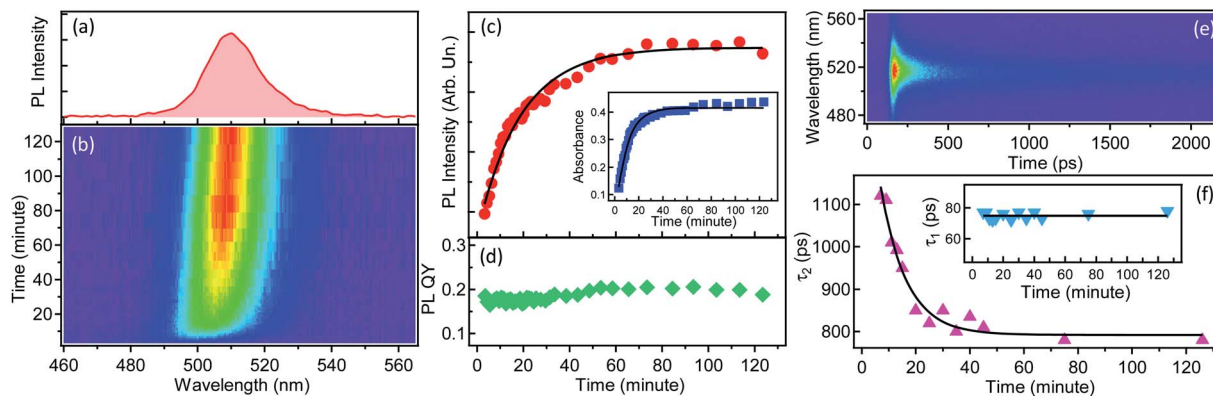 (a)
PL Intensity
(b)
Time (minute)
120
100
80
60
40
20
460 480 500 520 540 560
Wavelength (nm)
(c)
PL Intensity (Arb. Un.)
Absorbance
0.4
0.3
0.2
0.1
0 20 40 60 80 100 120
Time (minute)
(d)
PL QY
0.3
0.2
0.1
0 20 40 60 80 100 120 140
Time (minute)
(e)
Wavelength (nm)
560
520
480
0 500 1000 1500 2000
Time (ps)
(f)
τ2 (ps)
1100
1000
900
800
τ1 (ps)
80
60
0 20 40 60 80 100 120
Time (minute)
0 20 40 60 80 100 120
Time (minute)